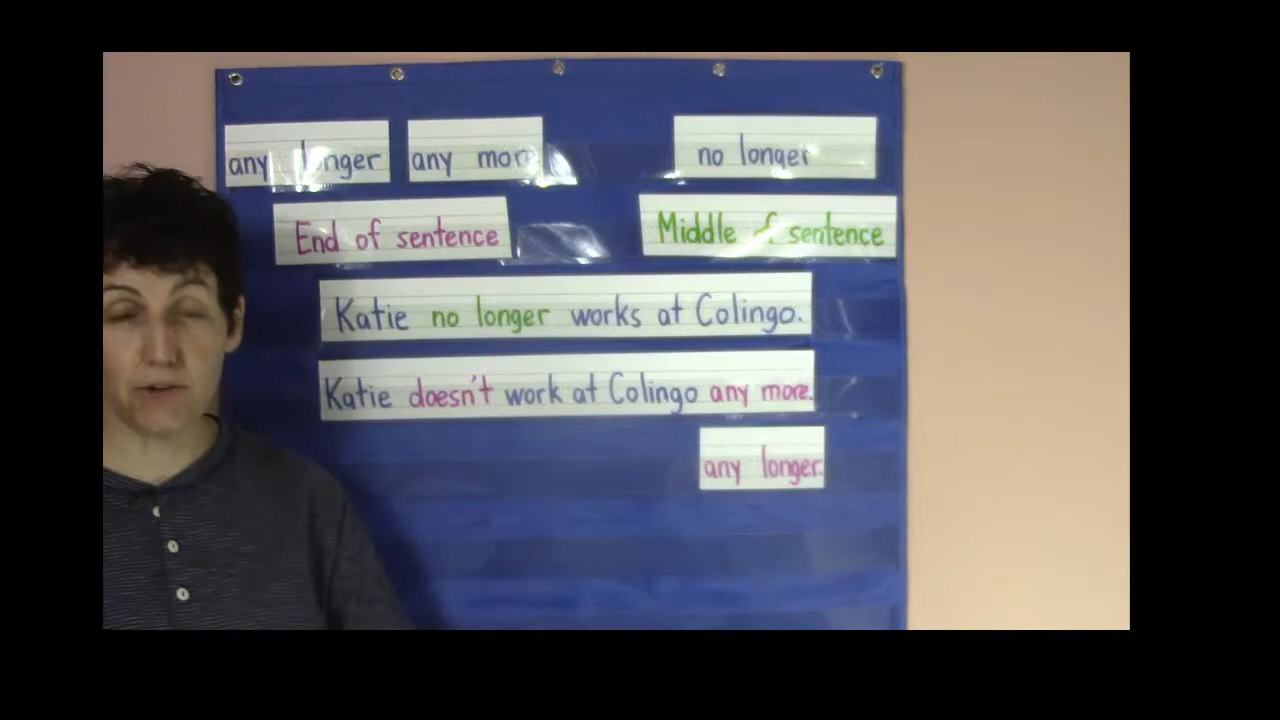 any longer any more no longer
End of sentence Middle of sentence
Katie no longer works at Colingo.
Katie doesn't work at Colingo any more.
any longer.